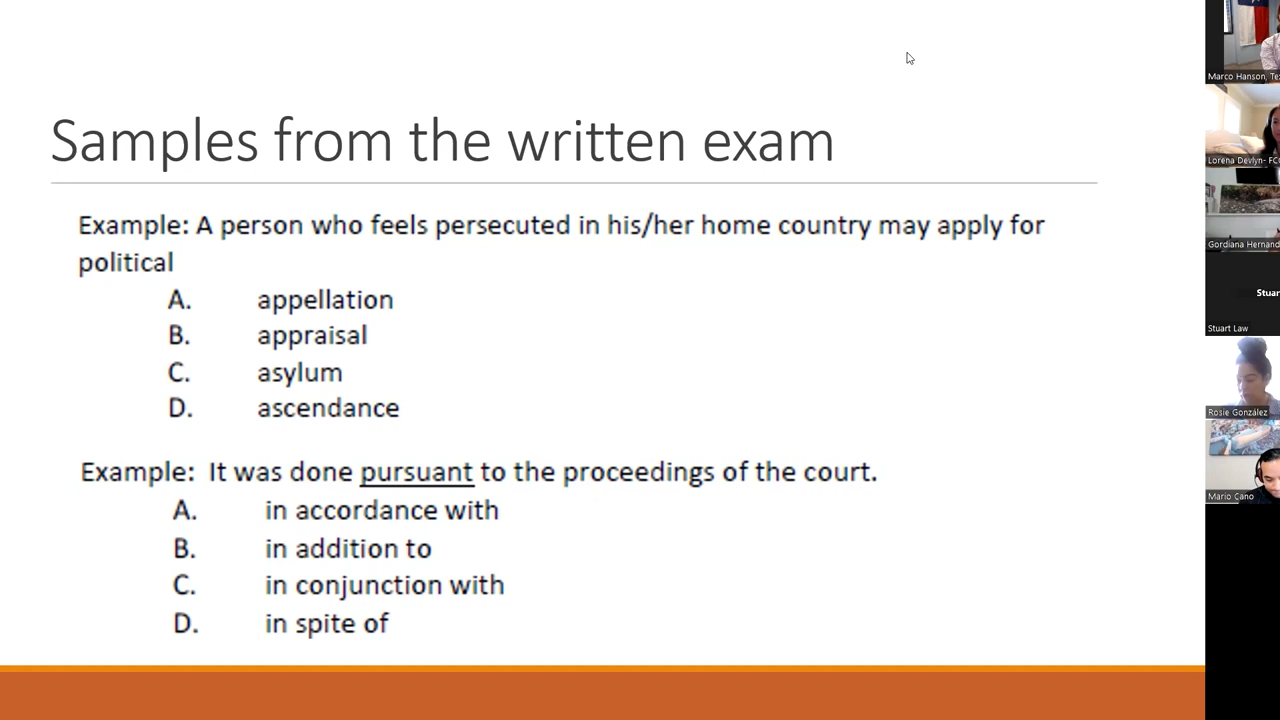 Samples from the written exam
Example: A person who feels persecuted in his/her home country may apply for
political
A. appellation
B. appraisal
C. asylum
D. ascendance
Example: It was done pursuant to the proceedings of the court.
A. in accordance with
B. in addition to
C. in conjunction with
D. in spite of
Marco Hanson, Te
Lorena Devlyn- FC
Gordiana Hernand
Stuar
Stuart Law
Rosie González
Mario Cano